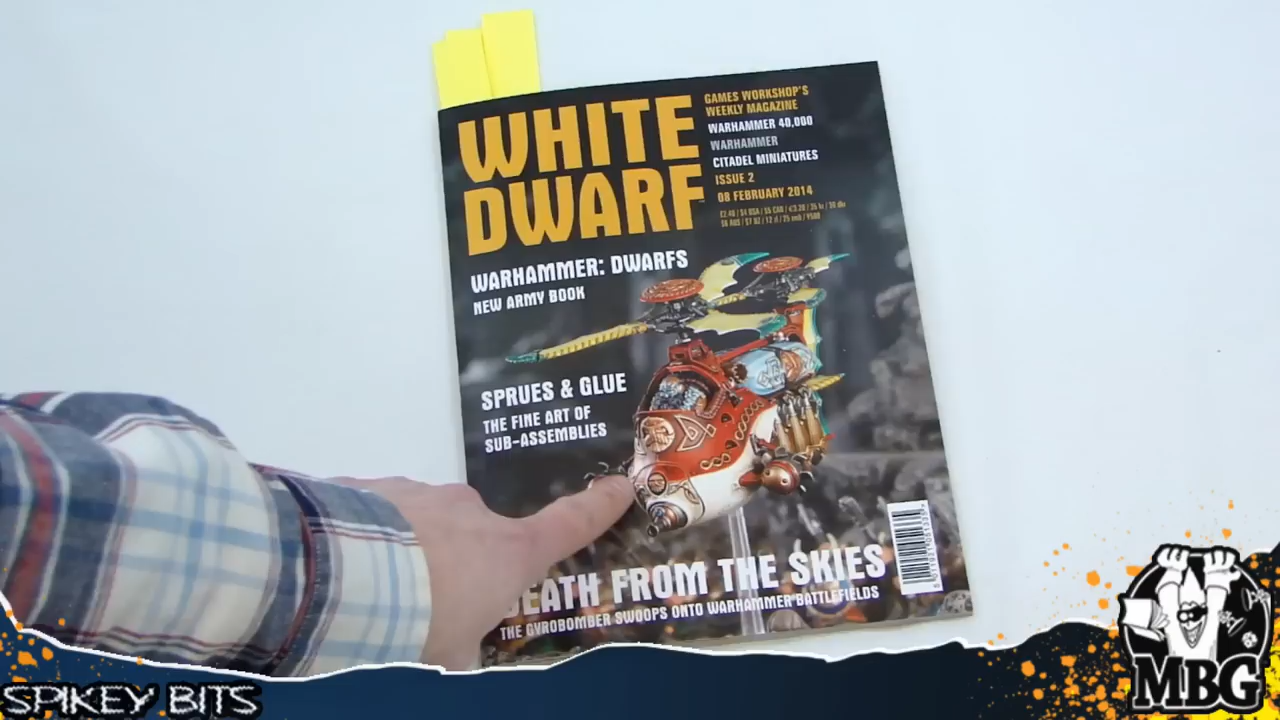 WHITE
DWARF
GAMES WORKSHOP'S
WEEKLY MAGAZINE
WARHAMMER 40,000
WARHAMMER
CITADEL MINIATURES
ISSUE 2
08 FEBRUARY 2014
WARHAMMER: DWARFS
NEW ARMY BOOK
SPRUES & GLUE
THE FINE ART OF
SUB-ASSEMBLIES
DEATH FROM THE SKIES
THE GYROBOMBER SWOOPS ONTO WARHAMMER BATTLEFIELDS
SPIKEY BITS
MBG